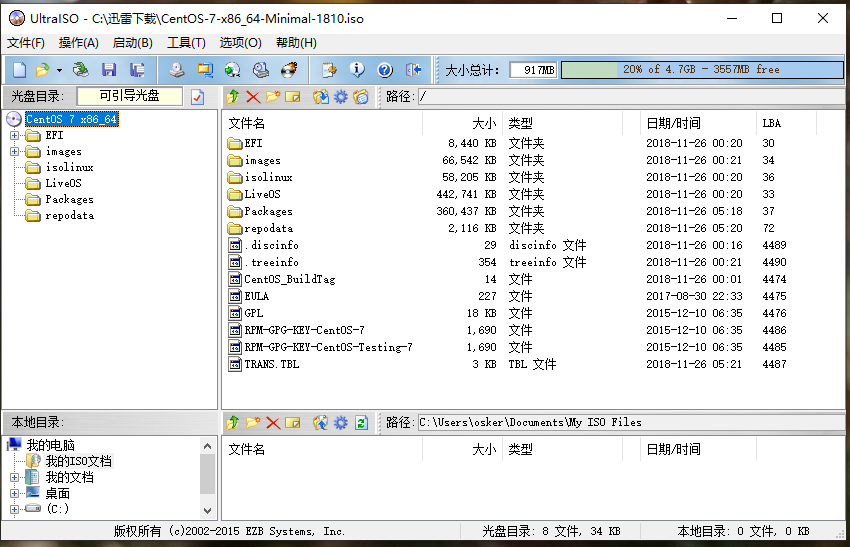 UltraISO - C:\迅雷下载\CentOS-7-x86_64-Minimal-1810.iso
文件(F) 操作(A) 启动(B) 工具(T) 选项(O) 帮助(H)
大小总计: 917MB 20% of 4.7GB - 3557MB free
光盘目录: 可引导光盘 路径: /
CentOS 7 x86_64
EFI
images
isolinux
LiveOS
Packages
repodata
文件名 大小 类型 日期/时间 LBA
EFI 8,440 KB 文件夹 2018-11-26 00:20 30
images 66,542 KB 文件夹 2018-11-26 00:21 34
isolinux 58,205 KB 文件夹 2018-11-26 00:20 36
LiveOS 442,741 KB 文件夹 2018-11-26 00:20 33
Packages 360,437 KB 文件夹 2018-11-26 05:18 37
repodata 2,116 KB 文件夹 2018-11-26 05:20 72
.discinfo 29 discinfo 文件 2018-11-26 00:16 4489
.treeinfo 354 treeinfo 文件 2018-11-26 00:21 4490
CentOS_BuildTag 14 文件 2018-11-26 00:01 4474
EULA 227 文件 2017-08-30 22:33 4475
GPL 18 KB 文件 2015-12-10 06:35 4476
RPM-GPG-KEY-CentOS-7 1,690 文件 2015-12-10 06:35 4486
RPM-GPG-KEY-CentOS-Testing-7 1,690 文件 2015-12-10 06:35 4485
TRANS.TBL 3 KB TBL 文件 2018-11-26 05:21 4487
本地目录: 路径: C:\Users\osker\Documents\My ISO Files
我的电脑
我的ISO文档
我的文档
桌面
(C:)
文件名 大小 类型 日期/时间
版权所有 (c)2002-2015 EZB Systems, Inc. 光盘目录: 8 文件, 34 KB 本地目录: 0 文件, 0 KB